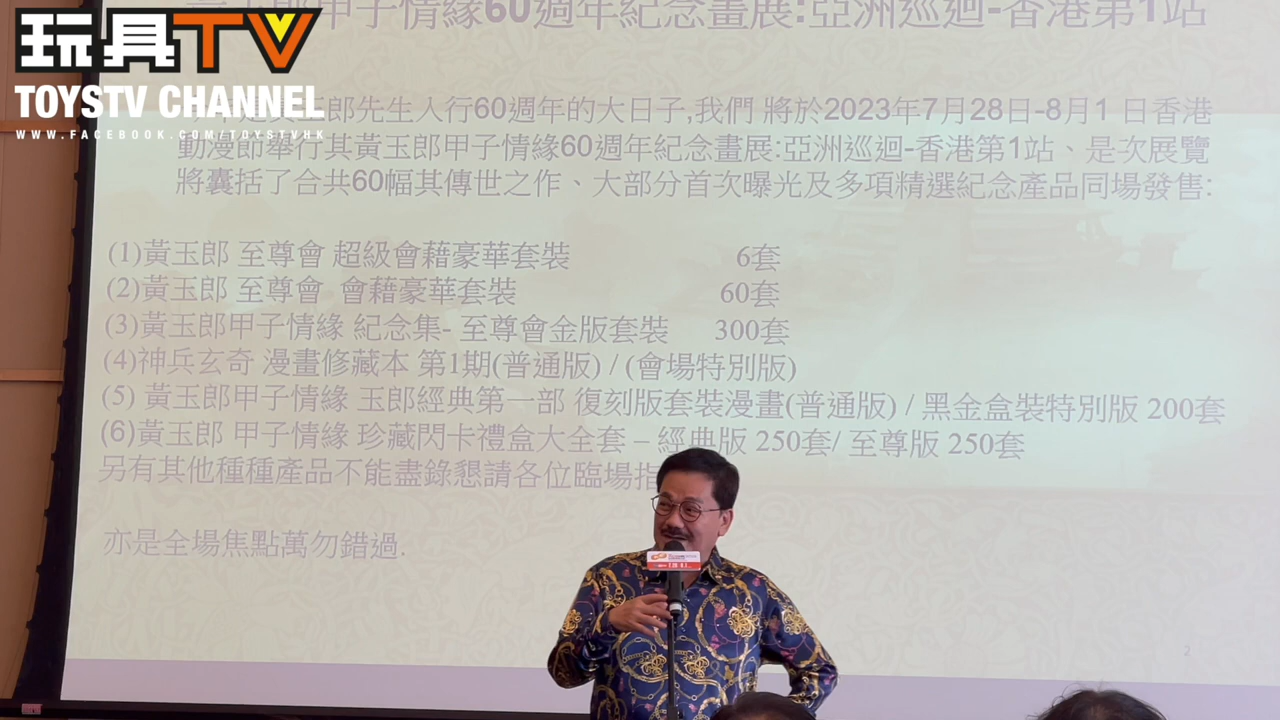 玉郎甲子情緣60週年紀念畫展:亞洲巡迴-香港第1站
玩具TV
TOYSTV CHANNEL
WWW.FACEBOOK.COM/TOYSTVHK
郎先生入行60週年的大日子,我們 將於2023年7月28日-8月1 日香港
動漫節舉行其黃玉郎甲子情緣60週年紀念畫展:亞洲巡迴-香港第1站、是次展覽
將囊括了合共60幅其傳世之作、大部分首次曝光及多項精選紀念產品同場發售:
(1)黃玉郎 至尊會 超級會藉豪華套裝 6套
(2)黃玉郎 至尊會 會藉豪華套裝 60套
(3)黃玉郎甲子情緣 紀念集- 至尊會金版套裝 300套
(4)神兵玄奇 漫畫修藏本 第1期(普通版) / (會場特別版)
(5) 黃玉郎甲子情緣 玉郎經典第一部 復刻版套裝漫畫(普通版) / 黑金盒裝特別版 200套
(6)黃玉郎 甲子情緣 珍藏閃卡禮盒大全套 – 經典版 250套/ 至尊版 250套
另有其他種種產品不能盡錄懇請各位臨場指
亦是全場焦點萬勿錯過.
2